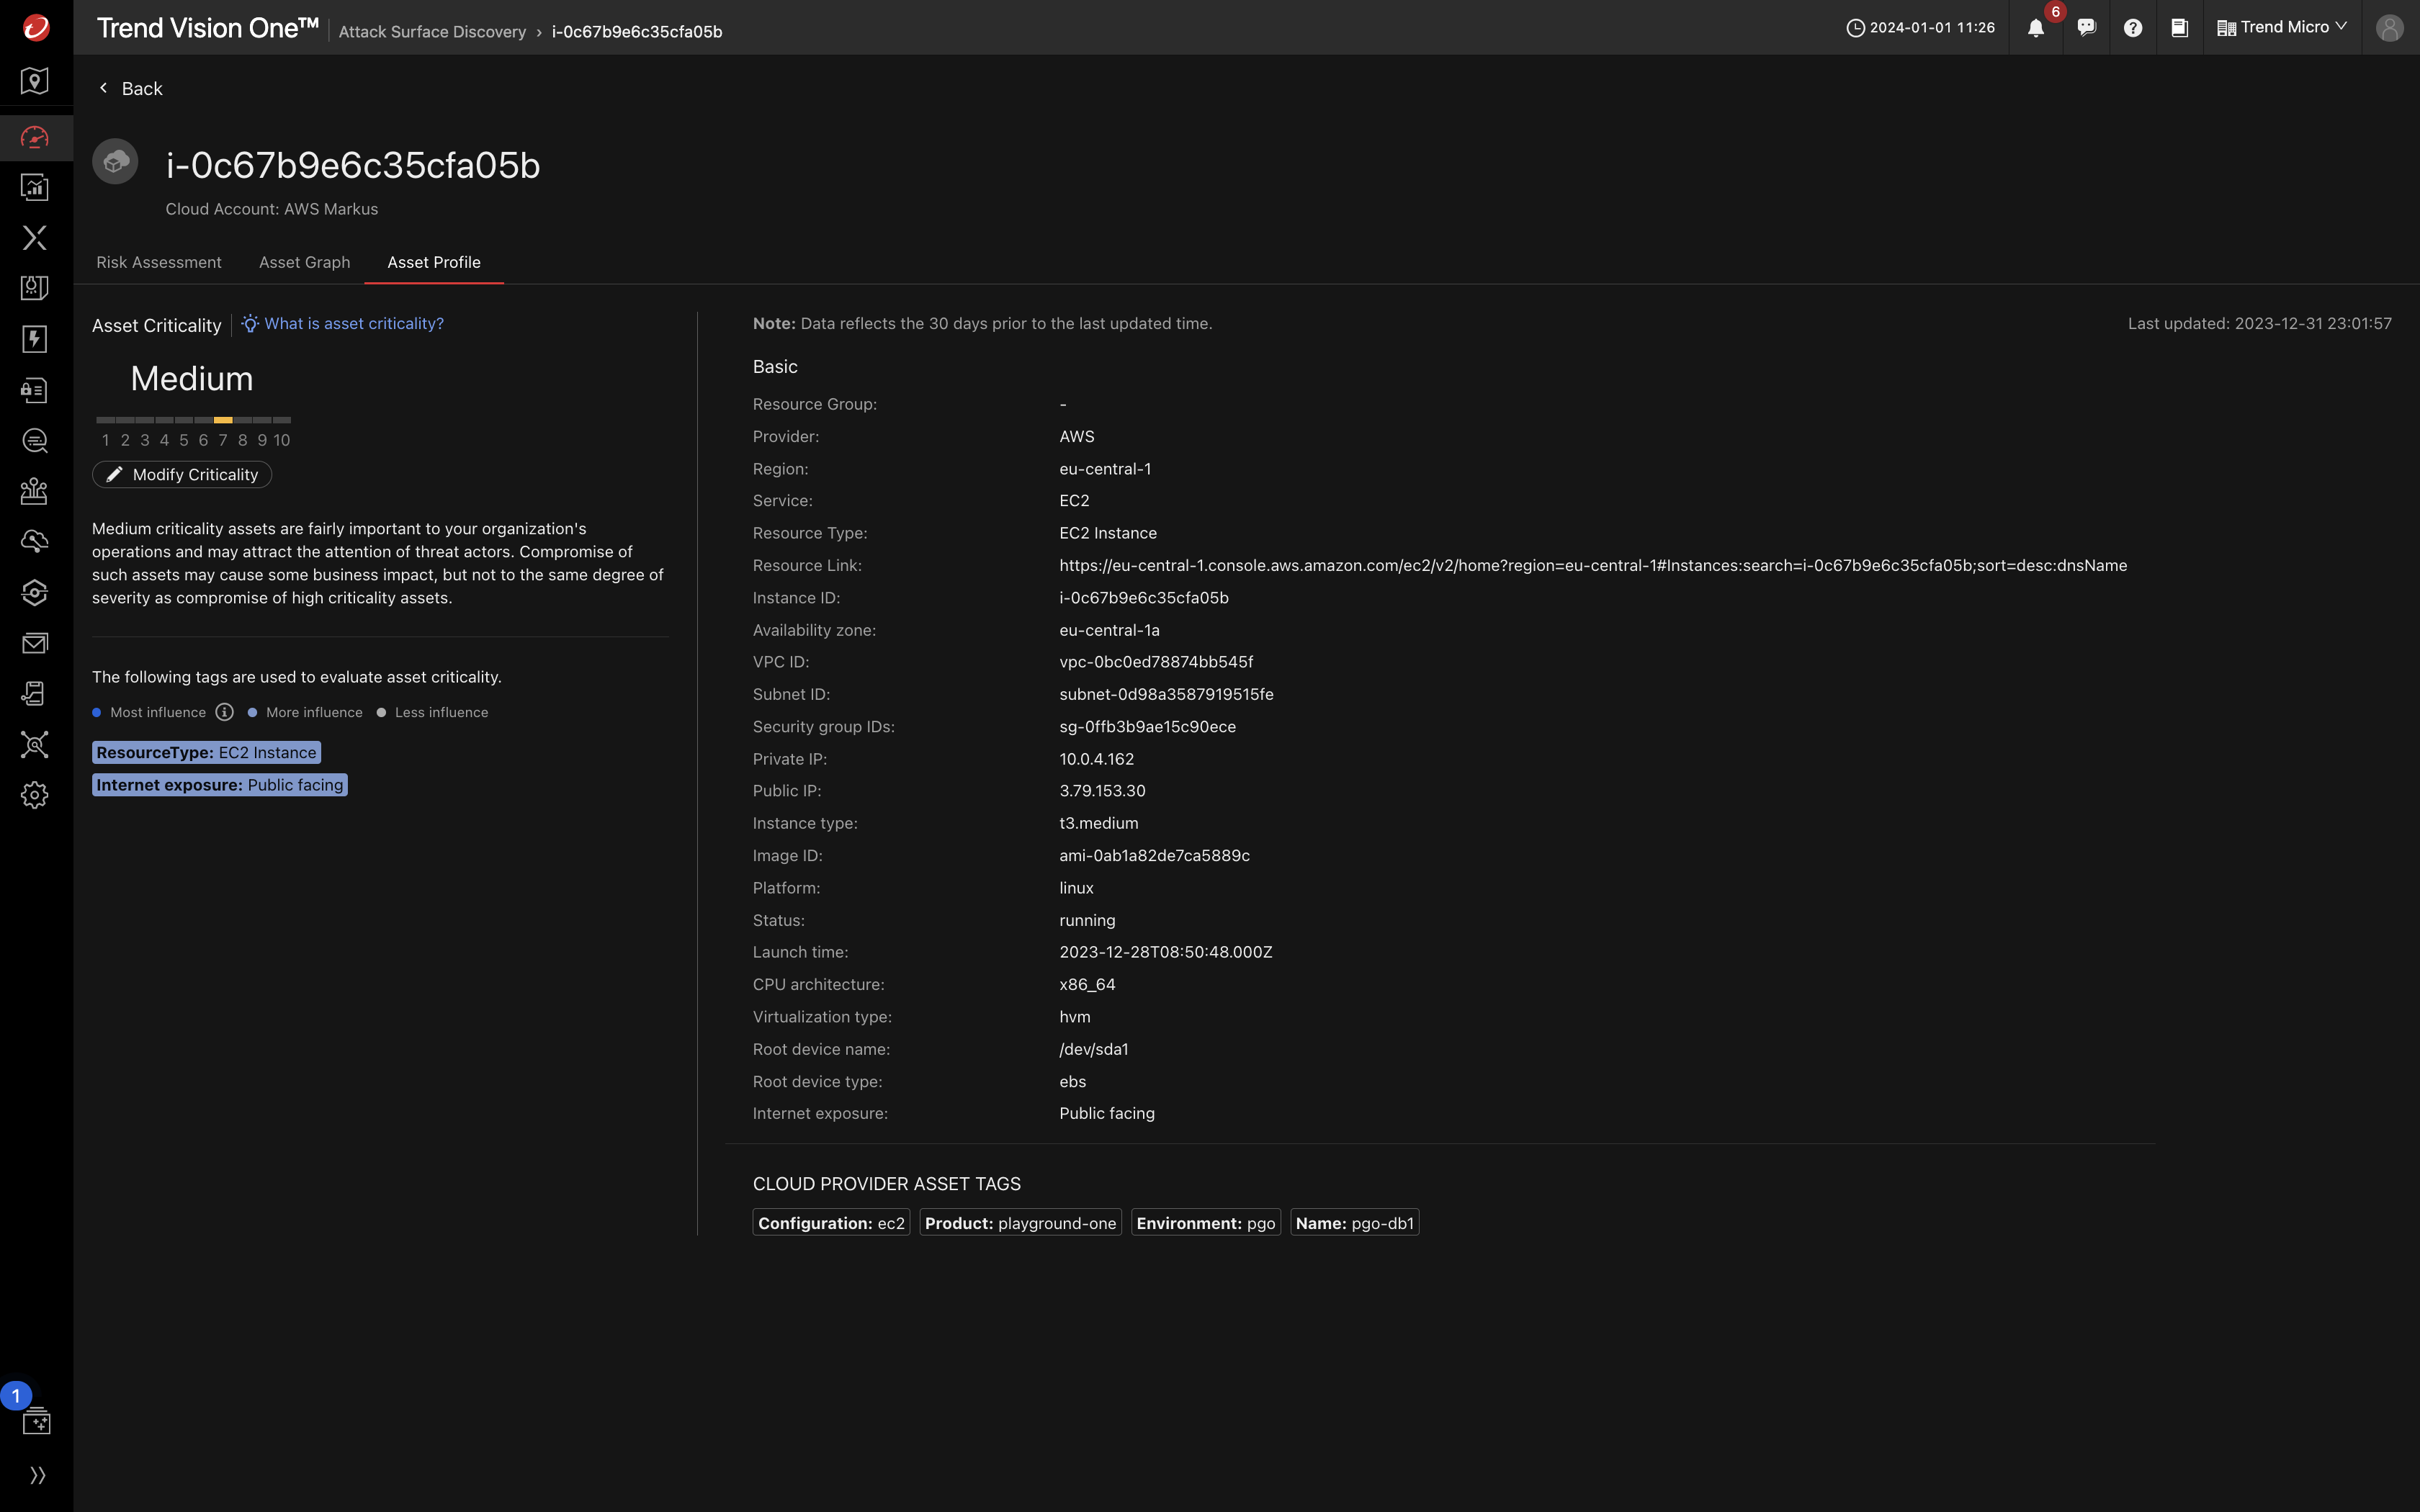 Trend Vision One™ Attack Surface Discovery › i-0c67b9e6c35cfa05b 2024-01-01 11:26 6 Trend Micro
Back
i-0c67b9e6c35cfa05b
Cloud Account: AWS Markus
Risk Assessment Asset Graph Asset Profile
Asset Criticality What is asset criticality?
Medium
1 2 3 4 5 6 7 8 9 10
Modify Criticality
Medium criticality assets are fairly important to your organization's
operations and may attract the attention of threat actors. Compromise of
such assets may cause some business impact, but not to the same degree of
severity as compromise of high criticality assets.
The following tags are used to evaluate asset criticality.
Most influence More influence Less influence
ResourceType: EC2 Instance
Internet exposure: Public facing
Note: Data reflects the 30 days prior to the last updated time. Last updated: 2023-12-31 23:01:57
Basic
Resource Group: -
Provider: AWS
Region: eu-central-1
Service: EC2
Resource Type: EC2 Instance
Resource Link: https://eu-central-1.console.aws.amazon.com/ec2/v2/home?region=eu-central-1#Instances:search=i-0c67b9e6c35cfa05b;sort=desc:dnsName
Instance ID: i-0c67b9e6c35cfa05b
Availability zone: eu-central-1a
VPC ID: vpc-0bc0ed78874bb545f
Subnet ID: subnet-0d98a3587919515fe
Security group IDs: sg-0ffb3b9ae15c90ece
Private IP: 10.0.4.162
Public IP: 3.79.153.30
Instance type: t3.medium
Image ID: ami-0ab1a82de7ca5889c
Platform: linux
Status: running
Launch time: 2023-12-28T08:50:48.000Z
CPU architecture: x86_64
Virtualization type: hvm
Root device name: /dev/sda1
Root device type: ebs
Internet exposure: Public facing
CLOUD PROVIDER ASSET TAGS
Configuration: ec2 Product: playground-one Environment: pgo Name: pgo-db1
1